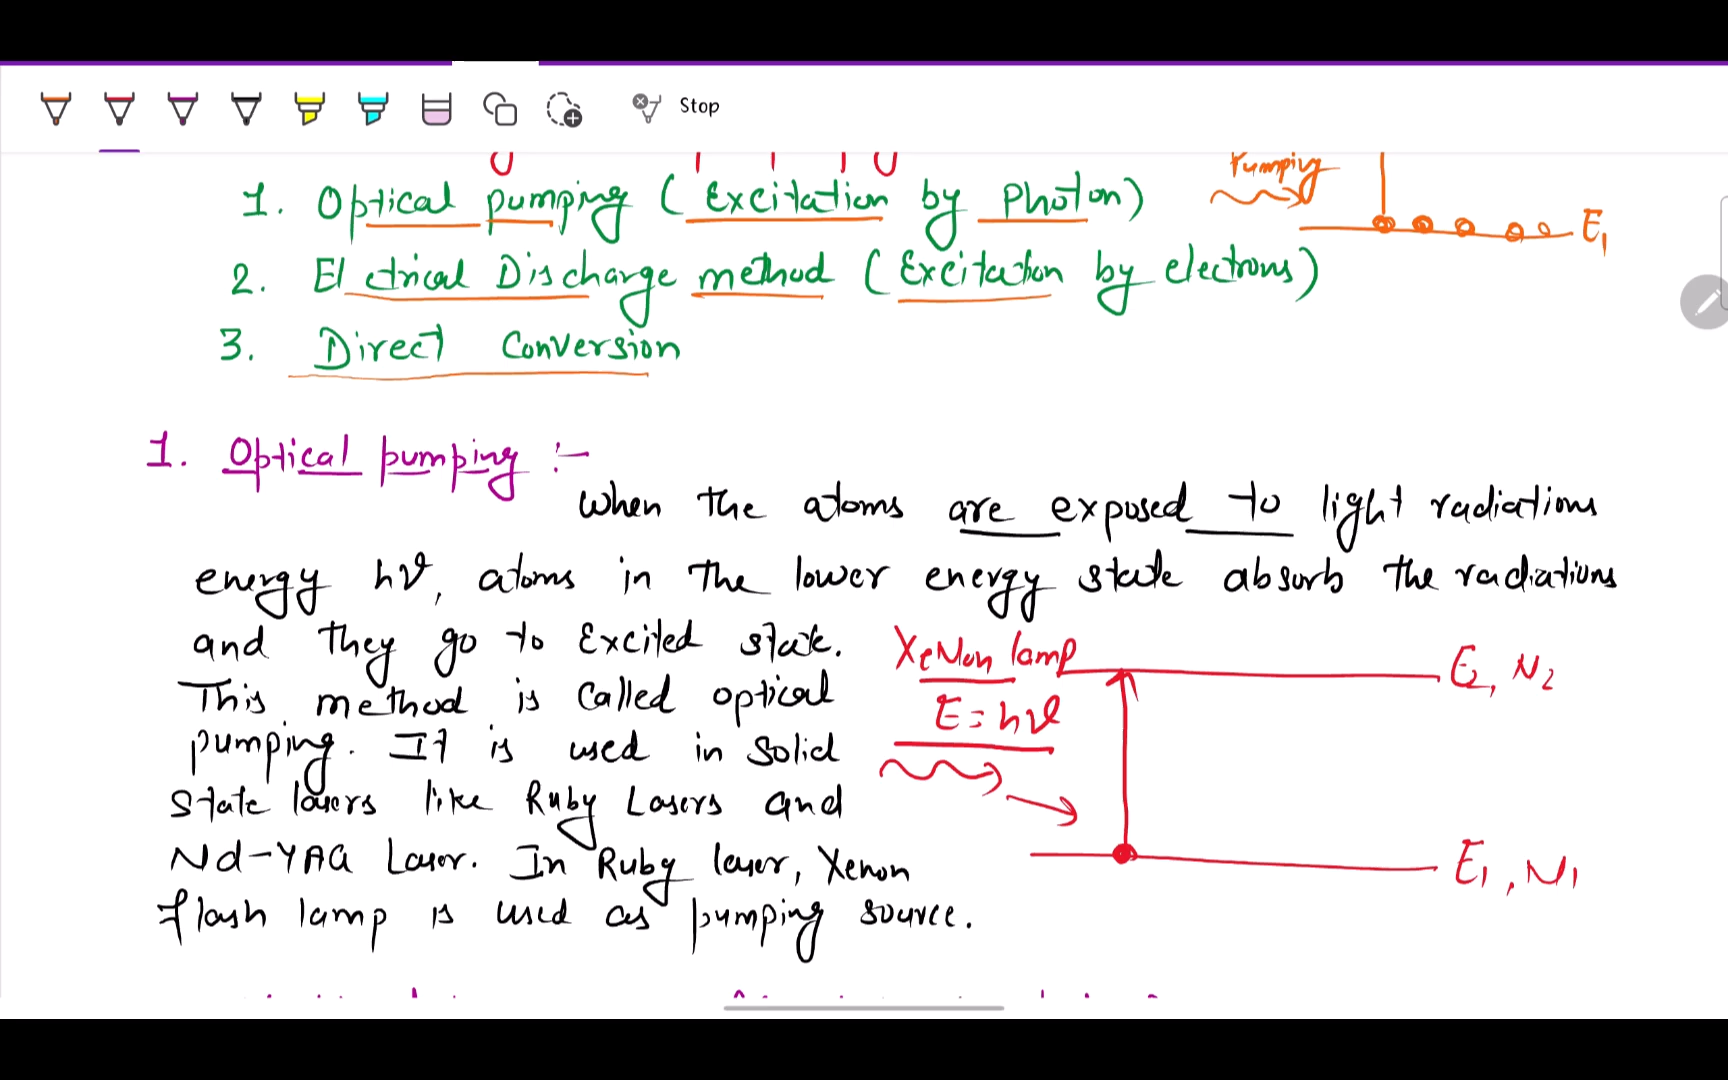 Stop
Pumping
1. Optical pumping (Excitation by Photon)
E1
2. Electrical Discharge method (Excitation by electrons)
3. Direct Conversion
1. Optical pumping :-
When the atoms are exposed to light radiations
energy hν, atoms in the lower energy state absorb the radiations
and they go to Excited state.
This method is called optical
pumping. It is used in solid
state lasers like Ruby Lasers and
Nd-YAG Laser. In Ruby laser, Xenon
flash lamp is used as pumping source.
XeNon lamp
E = hν
E2, N2
E1, N1